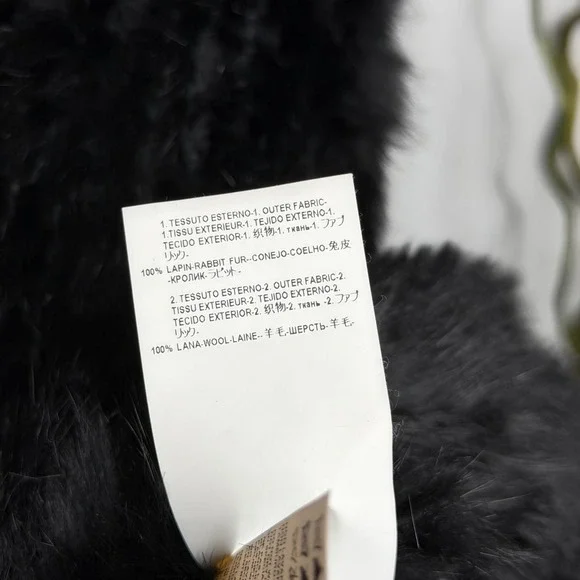 1. TESSUTO ESTERNO-1. OUTER FABRIC-
1.TISSU EXTERIEUR-1. TEJIDO EXTERNO-1.
TECIDO EXTERIOR-1. 织物-1. ткань-1. ファブ
リック-
100% LAPIN-RABBIT FUR--CONEJO-COELHO-兔皮
-КРОЛИК-ラビット-
2. TESSUTO ESTERNO-2. OUTER FABRIC-2.
TISSU EXTERIEUR-2. TEJIDO EXTERNO-2.
TECIDO EXTERIOR-2. 织物-2. ткань -2. ファブ
リック-
100% LANA-WOOL-LAINE--羊毛-ШЕРСТЬ-羊毛-